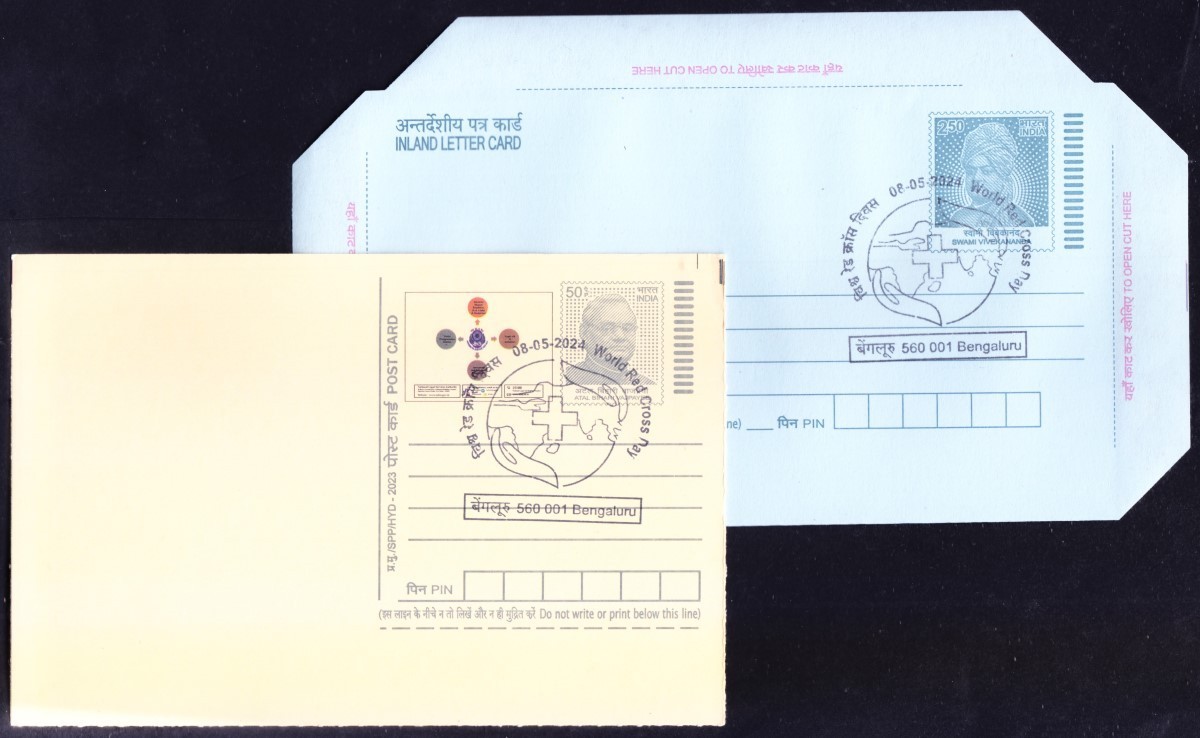 यहाँ काट कर खोलिए TO OPEN CUT HERE
अन्तर्देशीय पत्र कार्ड
INLAND LETTER CARD
2.50
भारत
INDIA
स्वामी विवेकानन्द
SWAMI VIVEKANANDA
विश्व रेड क्रॉस दिवस 08-05-2024 World Red Cross Day
बेंगलूरु 560 001 Bengaluru
पिन PIN
यहाँ काट कर खोलिए TO OPEN CUT HERE
यहाँ काट
ne)
प्र.मु./SPP/HYD - 2023 पोस्ट कार्ड POST CARD
50
भारत
INDIA
ATAL BIHARI VAJPAYEE
विश्व रेड क्रॉस दिवस 08-05-2024 World Red Cross Day
बेंगलूरु 560 001 Bengaluru
पिन PIN
(इस लाइन के नीचे न तो लिखें और न ही मुद्रित करें Do not write or print below this line)